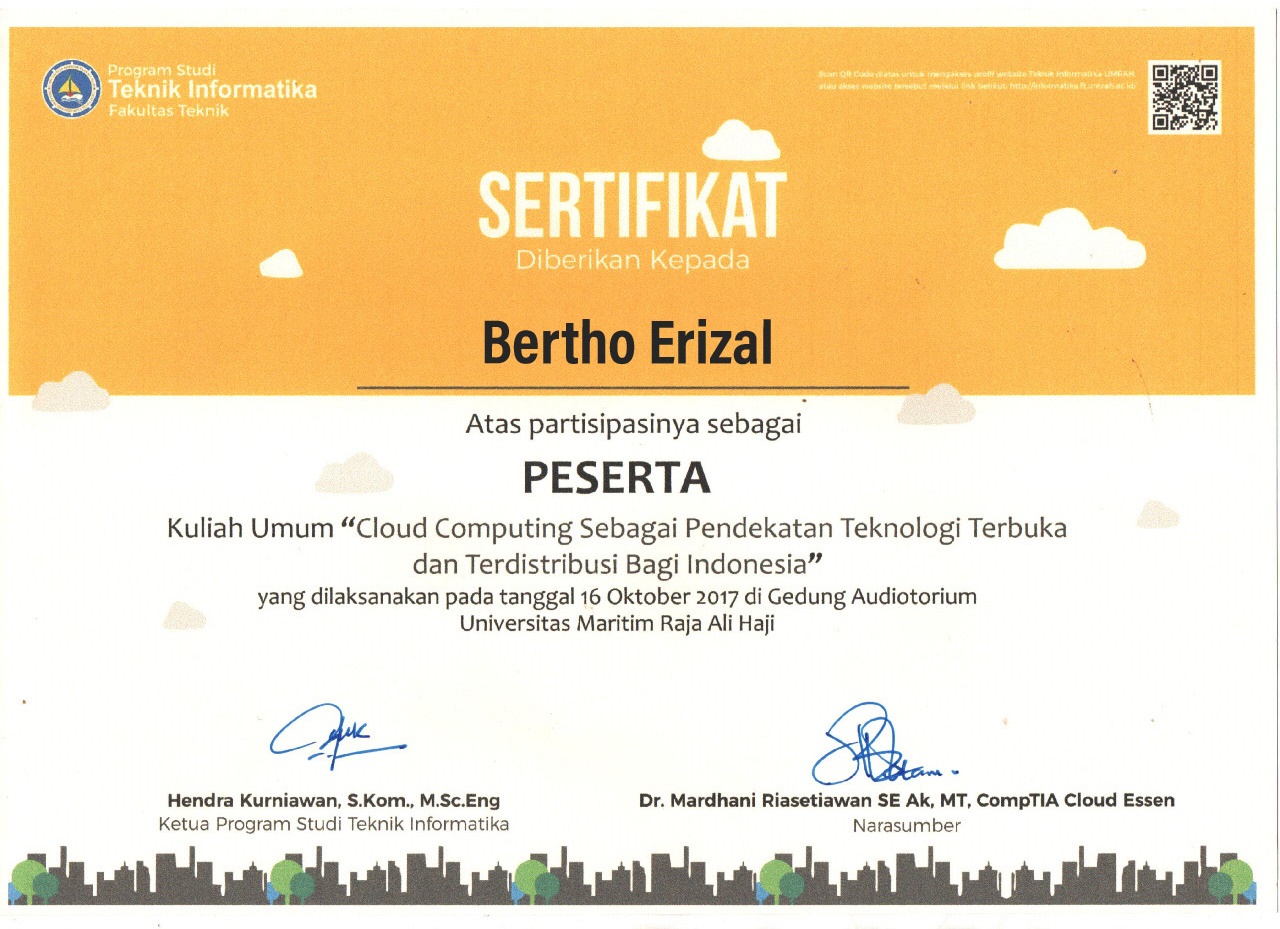 Program Studi
Teknik Informatika
Fakultas Teknik
Scan QR Code diatas untuk mengakses profil website Teknik Informatika UMRAH
atau akses website tersebut melalui link berikut: http://informatika.ft.umrah.ac.id/
SERTIFIKAT
Diberikan Kepada
Bertho Erizal
Atas partisipasinya sebagai
PESERTA
Kuliah Umum “Cloud Computing Sebagai Pendekatan Teknologi Terbuka
dan Terdistribusi Bagi Indonesia”
yang dilaksanakan pada tanggal 16 Oktober 2017 di Gedung Audiotorium
Universitas Maritim Raja Ali Haji
Hendra Kurniawan, S.Kom., M.Sc.Eng
Ketua Program Studi Teknik Informatika
Dr. Mardhani Riasetiawan SE Ak, MT, CompTIA Cloud Essen
Narasumber